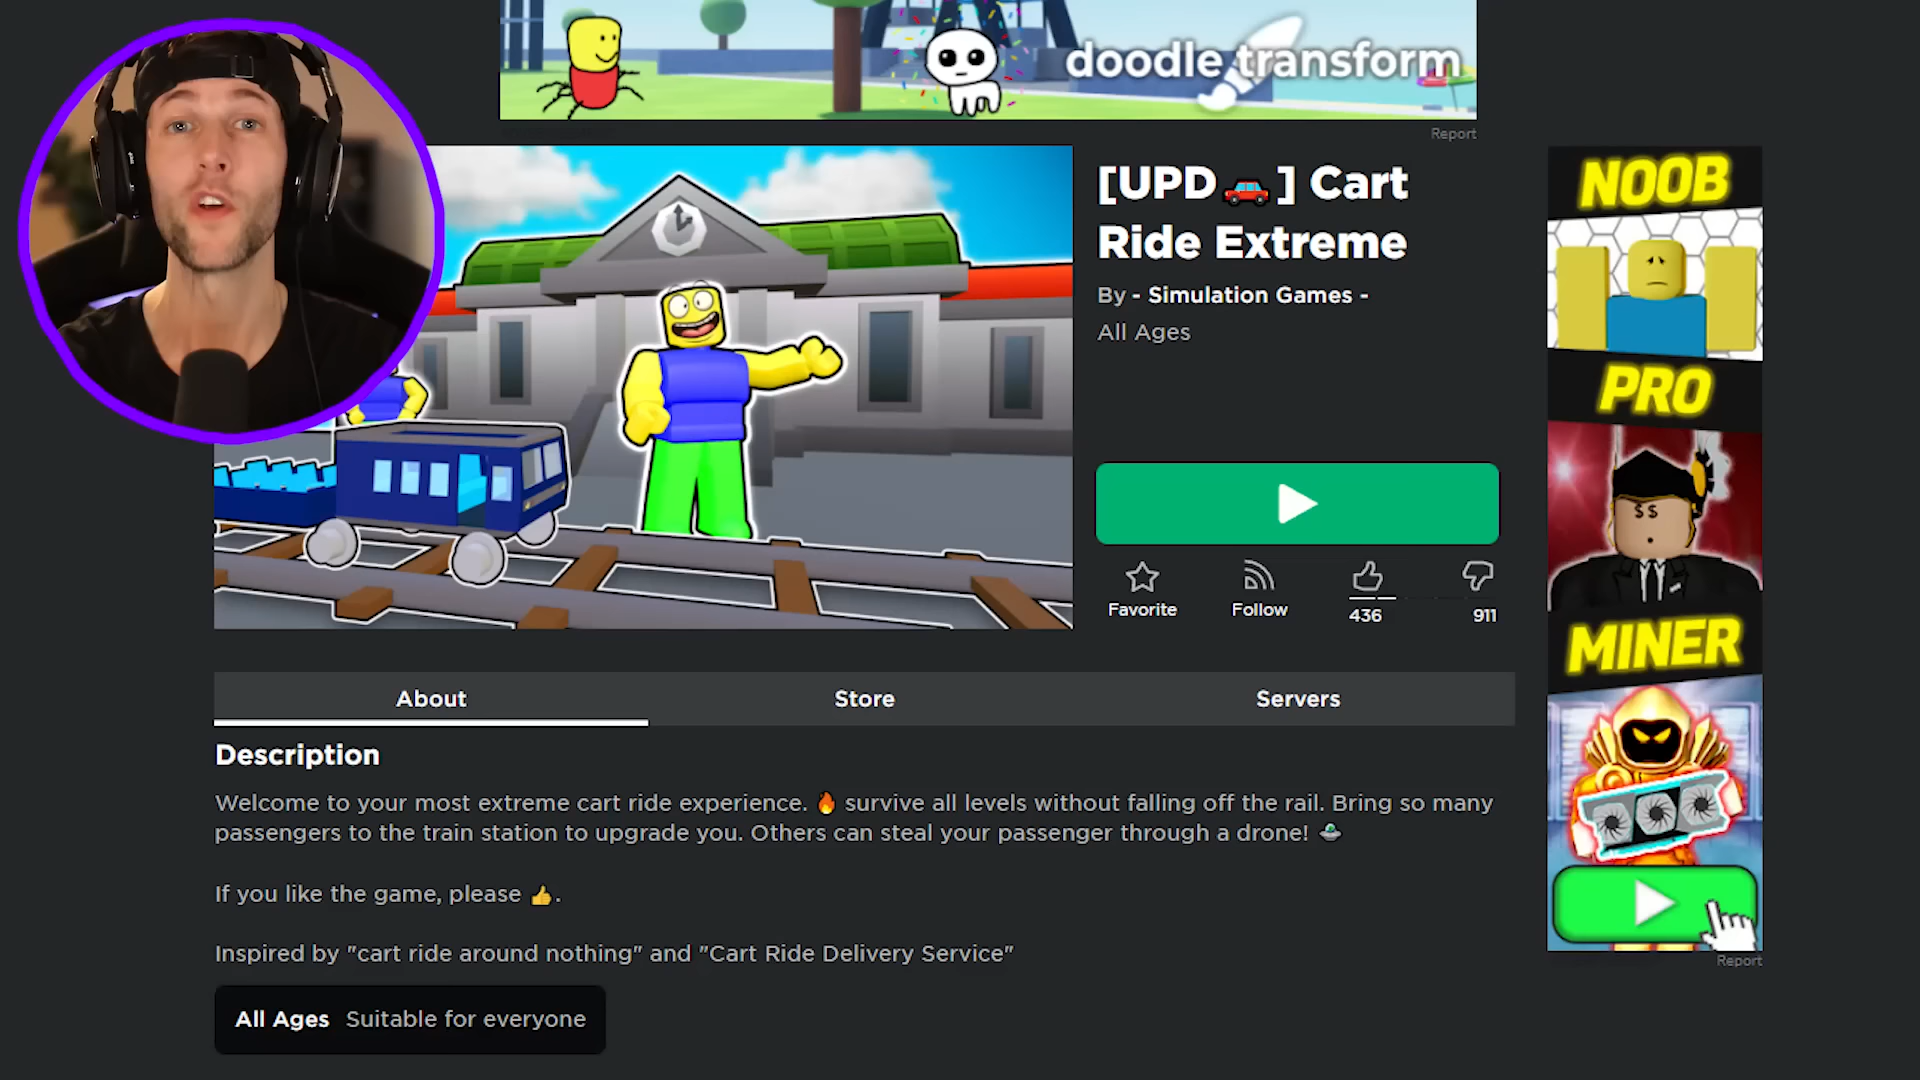 doodle transform
Report
[UPD🚗] Cart
Ride Extreme
By - Simulation Games -
All Ages
Favorite
Follow
436
911
About
Store
Servers
Description
Welcome to your most extreme cart ride experience. 🔥 survive all levels without falling off the rail. Bring so many
passengers to the train station to upgrade you. Others can steal your passenger through a drone! 🛸
If you like the game, please 👍.
Inspired by "cart ride around nothing" and "Cart Ride Delivery Service"
All Ages Suitable for everyone
NOOB
PRO
$$
MINER
Report